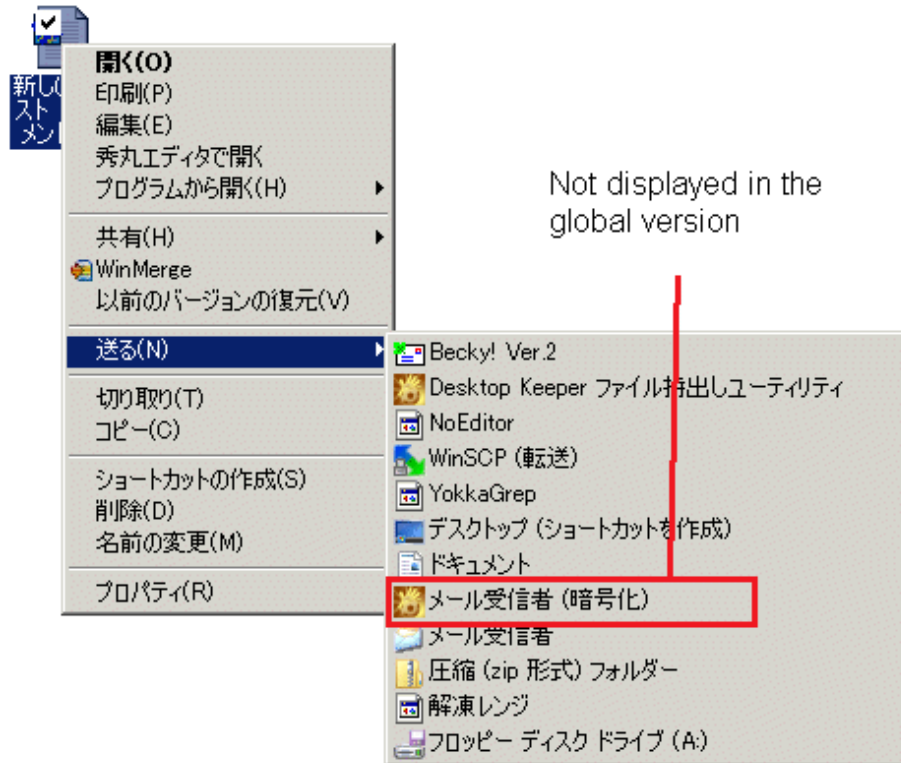 新し
スト
メン
開く(O)
印刷(P)
編集(E)
秀丸エディタで開く
プログラムから開く(H)
共有(H)
WinMerge
以前のバージョンの復元(V)
送る(N)
切り取り(T)
コピー(C)
ショートカットの作成(S)
削除(D)
名前の変更(M)
プロパティ(R)
Not displayed in the
global version
Becky! Ver.2
Desktop Keeper ファイル持出しユーティリティ
NoEditor
WinSCP (転送)
YokkaGrep
デスクトップ (ショートカットを作成)
ドキュメント
メール受信者 (暗号化)
メール受信者
圧縮 (zip 形式) フォルダー
解凍レンジ
フロッピー ディスク ドライブ (A:)